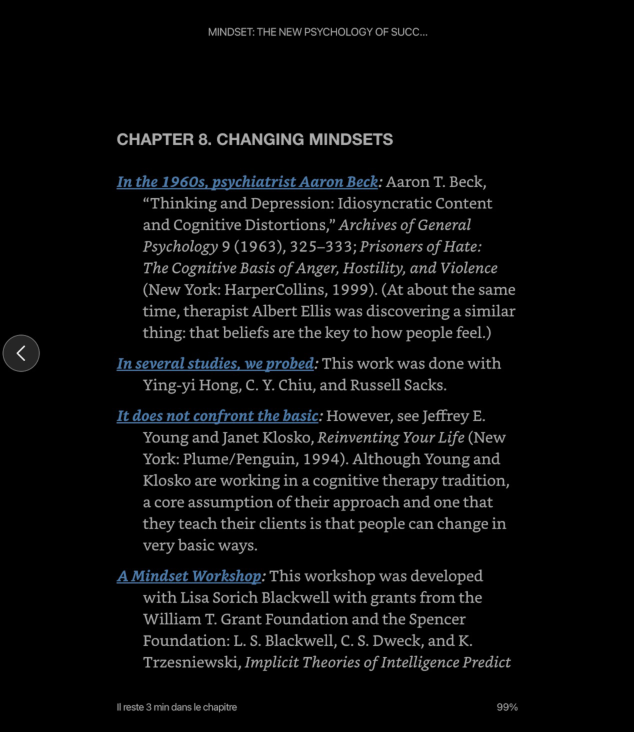 MINDSET: THE NEW PSYCHOLOGY OF SUCC...
CHAPTER 8. CHANGING MINDSETS
In the 1960s, psychiatrist Aaron Beck: Aaron T. Beck,
“Thinking and Depression: Idiosyncratic Content
and Cognitive Distortions,” Archives of General
Psychology 9 (1963), 325–333; Prisoners of Hate:
The Cognitive Basis of Anger, Hostility, and Violence
(New York: HarperCollins, 1999). (At about the same
time, therapist Albert Ellis was discovering a similar
thing: that beliefs are the key to how people feel.)
In several studies, we probed: This work was done with
Ying-yi Hong, C. Y. Chiu, and Russell Sacks.
It does not confront the basic: However, see Jeffrey E.
Young and Janet Klosko, Reinventing Your Life (New
York: Plume/Penguin, 1994). Although Young and
Klosko are working in a cognitive therapy tradition,
a core assumption of their approach and one that
they teach their clients is that people can change in
very basic ways.
A Mindset Workshop: This workshop was developed
with Lisa Sorich Blackwell with grants from the
William T. Grant Foundation and the Spencer
Foundation: L. S. Blackwell, C. S. Dweck, and K.
Trzesniewski, Implicit Theories of Intelligence Predict
Il reste 3 min dans le chapitre
99%